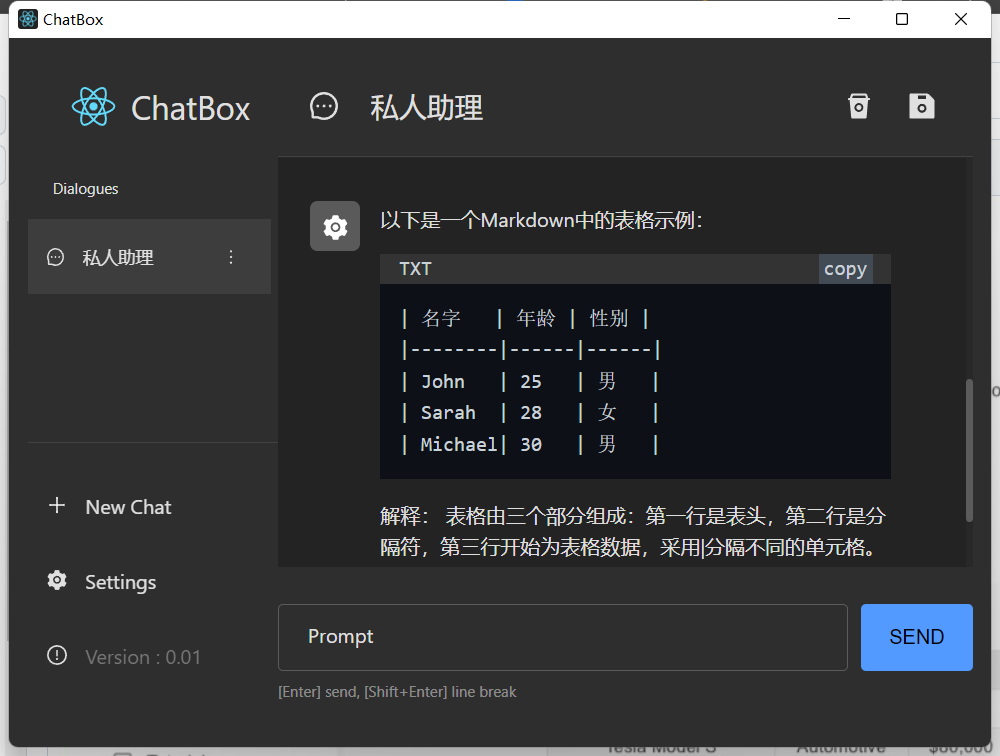 ChatBox
ChatBox
私人助理
Dialogues
私人助理
以下是一个Markdown中的表格示例：
TXT
copy
| 名字   | 年龄 | 性别 |
|--------|------|------|
| John   | 25   | 男   |
| Sarah  | 28   | 女   |
| Michael| 30   | 男   |
解释： 表格由三个部分组成：第一行是表头，第二行是分
隔符，第三行开始为表格数据，采用|分隔不同的单元格。
New Chat
Settings
Version : 0.01
Prompt
SEND
[Enter] send, [Shift+Enter] line break